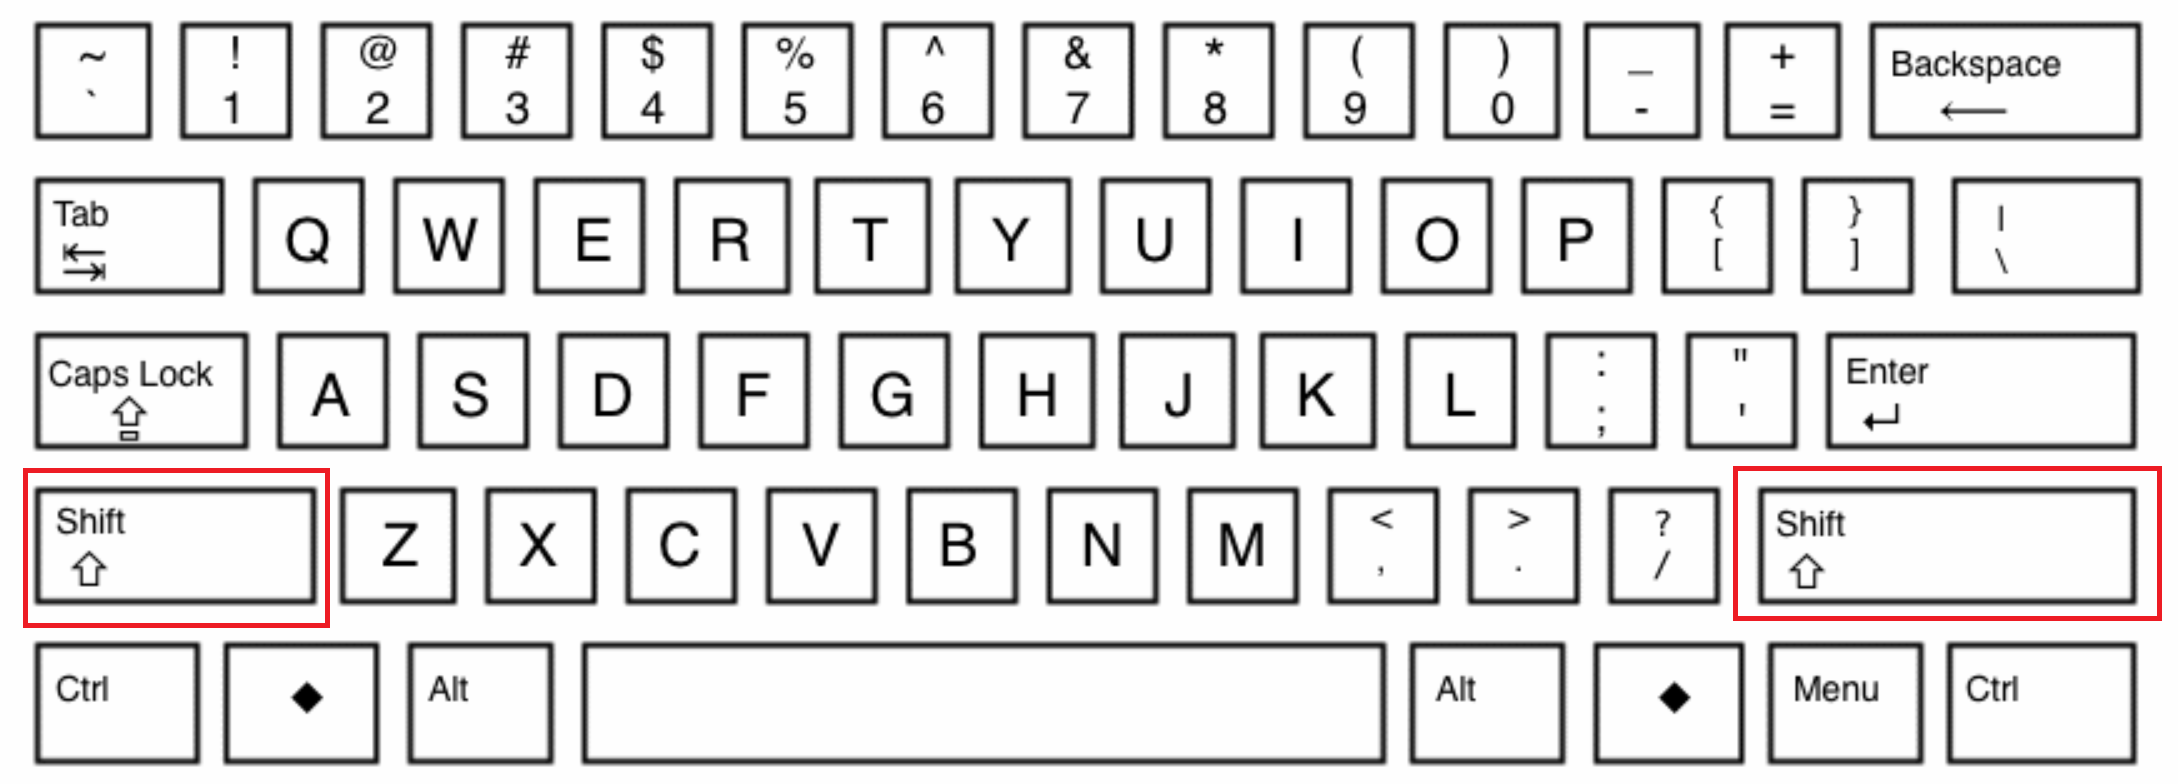 ~ ! @ # $ % ^ & * ( ) _ + Backspace
` 1 2 3 4 5 6 7 8 9 0 - = ←
Tab Q W E R T Y U I O P { } |
↹ [ ] \
Caps Lock A S D F G H J K L : " Enter
⇪ ; ' ↵
Shift Z X C V B N M < > ? Shift
⇧ , . / ⇧
Ctrl ◆ Alt Alt ◆ Menu Ctrl